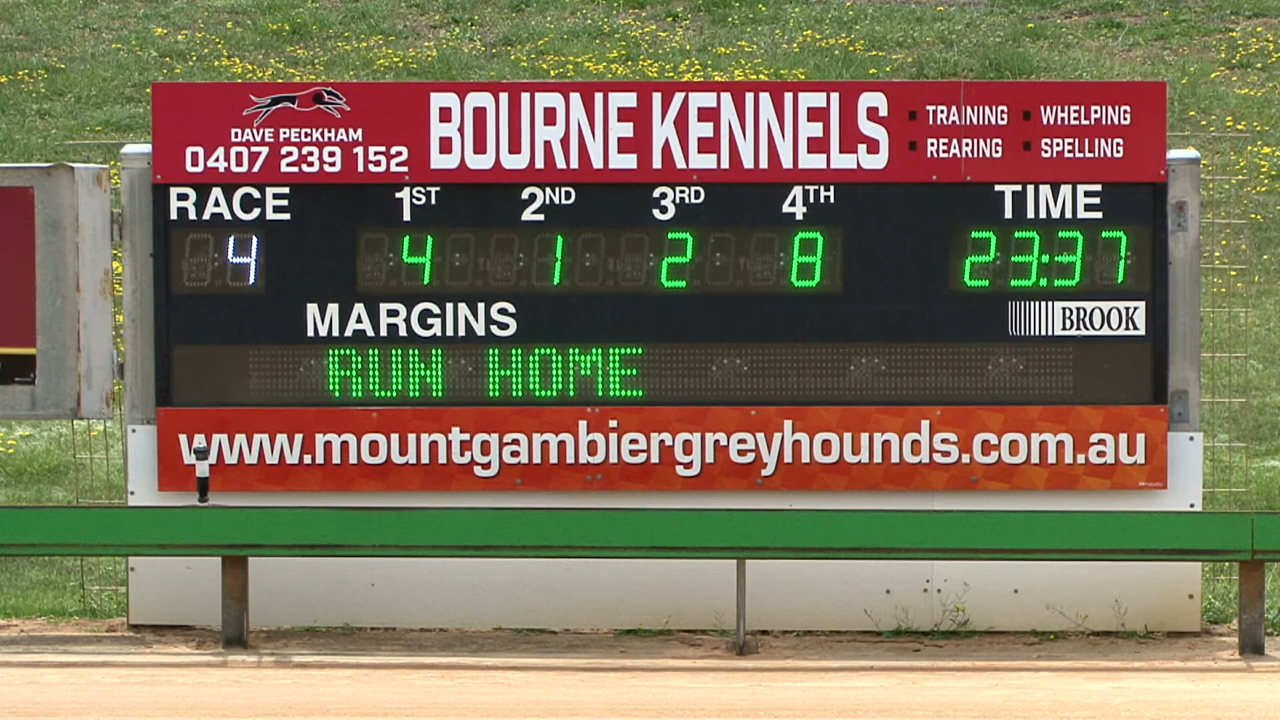 BOURNE KENNELS
DAVE PECKHAM
0407 239 152
TRAINING
WHELPING
REARING
SPELLING
RACE 1ST 2ND 3RD 4TH TIME
4 4 1 2 8 23:37
MARGINS
BROOK
RUN HOME
www.mountgambiergreyhounds.com.au